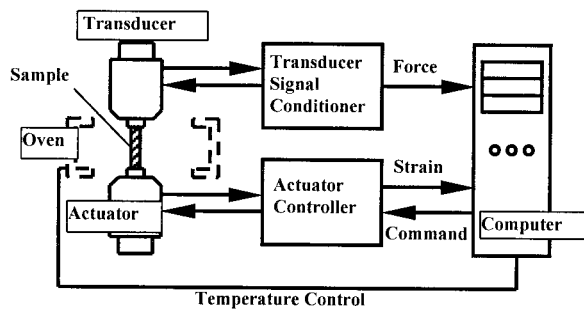 Transducer
Sample
Transducer
Signal
Conditioner
Force
Oven
Strain
Actuator
Actuator
Controller
Command
Computer
Temperature Control